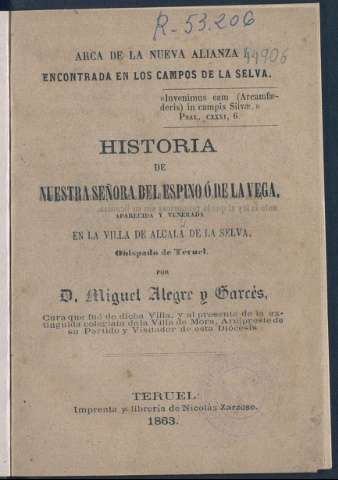 R-53.206
44906
ARCA DE LA NUEVA ALIANZA
ENCONTRADA EN LOS CAMPOS DE LA SELVA.
«Invenimus eam (Arcamfœ-
deris) in campis Silvæ.»
PSAL. CXXXI, 6.
HISTORIA
DE
NUESTRA SEÑORA DEL ESPINO Ó DE LA VEGA,
APARECIDA Y VENERADA
EN LA VILLA DE ALCALÁ DE LA SELVA,
Obispado de Teruel.
POR
D. Miguel Alegre y Garcés,
Cura que fué de dicha Villa, y al presente de la ex-
tinguida colegiata de la Villa de Mora, Arcipreste de
su Partido y Visitador de esta Diócesis.
TERUEL:
Imprenta y librería de Nicolás Zarzoso.
1863.